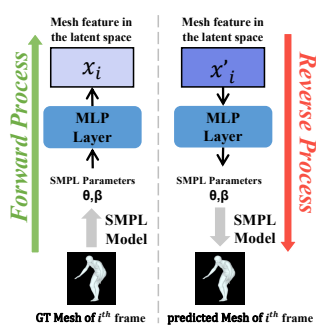 Forward Process
Mesh feature in
the latent space
x_i
MLP
Layer
SMPL Parameters
θ,β
SMPL
Model
GT Mesh of i^th frame
Mesh feature in
the latent space
x'_i
MLP
Layer
SMPL Parameters
θ,β
SMPL
Model
predicted Mesh of i^th frame
Reverse Process